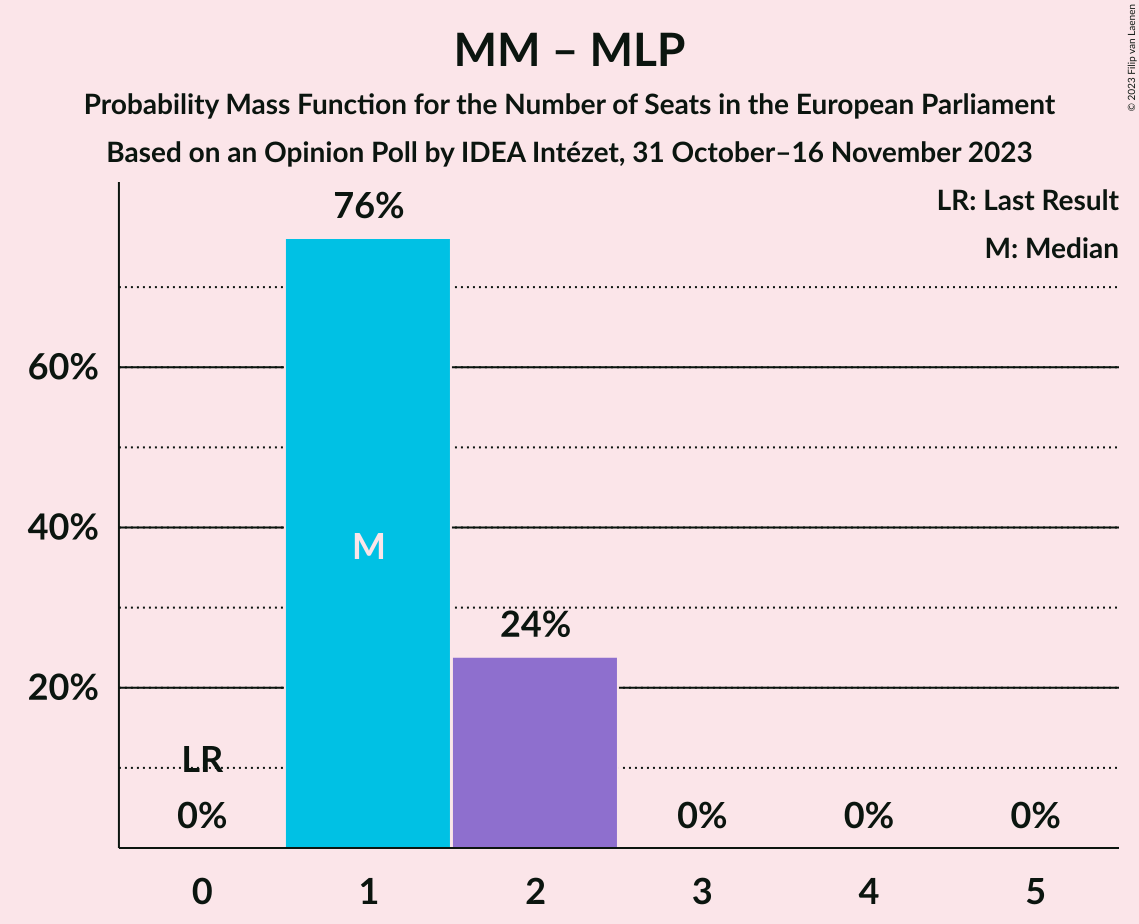 MM – MLP
Probability Mass Function for the Number of Seats in the European Parliament
Based on an Opinion Poll by IDEA Intézet, 31 October–16 November 2023
© 2023 Filip van Laenen
LR: Last Result
M: Median
76%
60%
40%
M
24%
20%
LR
0% 0% 0% 0%
0 1 2 3 4 5